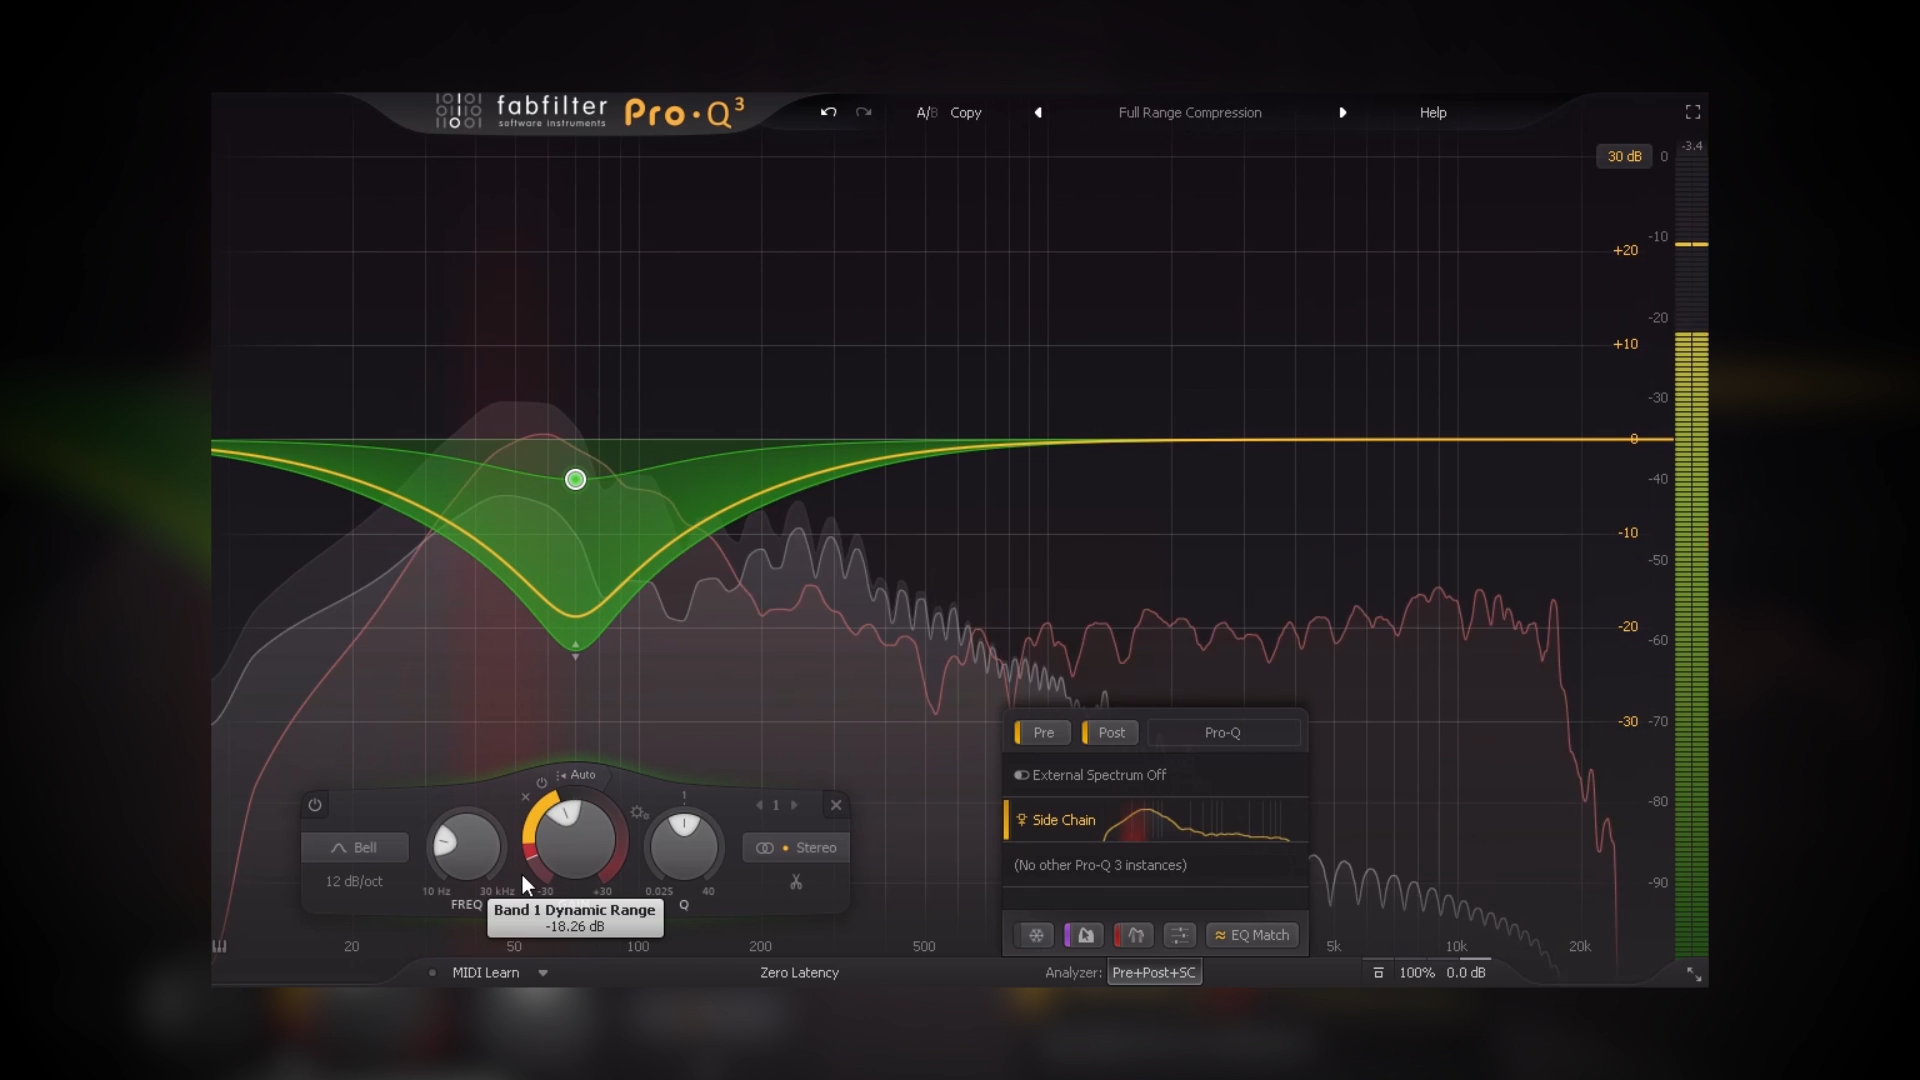 fabfilter
software instruments
Pro·Q3
A/B Copy
Full Range Compression
Help
30 dB
0
-3.4
-10
+20
-20
+10
-30
0
-40
-10
-50
-20
-60
-30
-70
-80
-90
Pre
Post
Pro-Q
External Spectrum Off
Side Chain
(No other Pro-Q 3 instances)
EQ Match
Auto
1
1
Bell
Stereo
12 dB/oct
10 Hz
30 kHz
-30
+30
0.025
40
FREQ
Q
Band 1 Dynamic Range
-18.26 dB
20
50
100
200
500
5k
10k
20k
MIDI Learn
Zero Latency
Analyzer: Pre+Post+SC
100%
0.0 dB